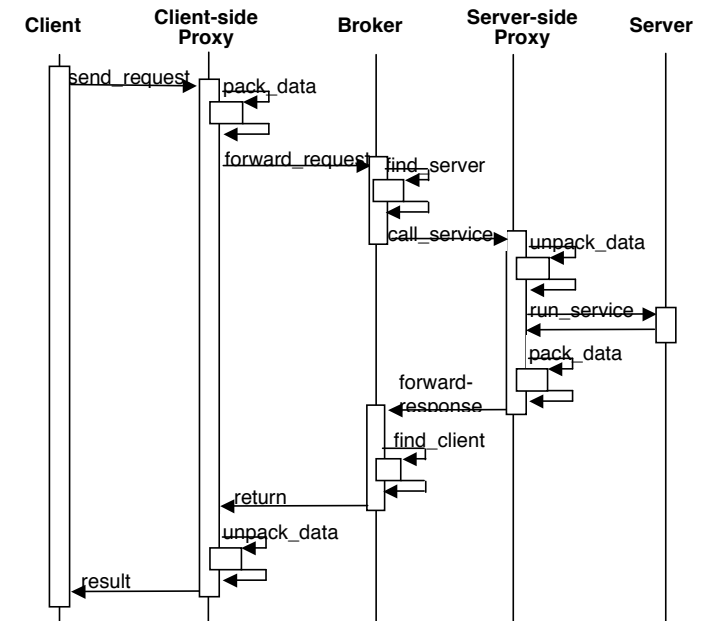 Client
Client-side
Proxy
Broker
Server-side
Proxy
Server
send_request
pack_data
forward_request
find_server
call_service
unpack_data
run_service
pack_data
forward-
response
find_client
return
unpack_data
result